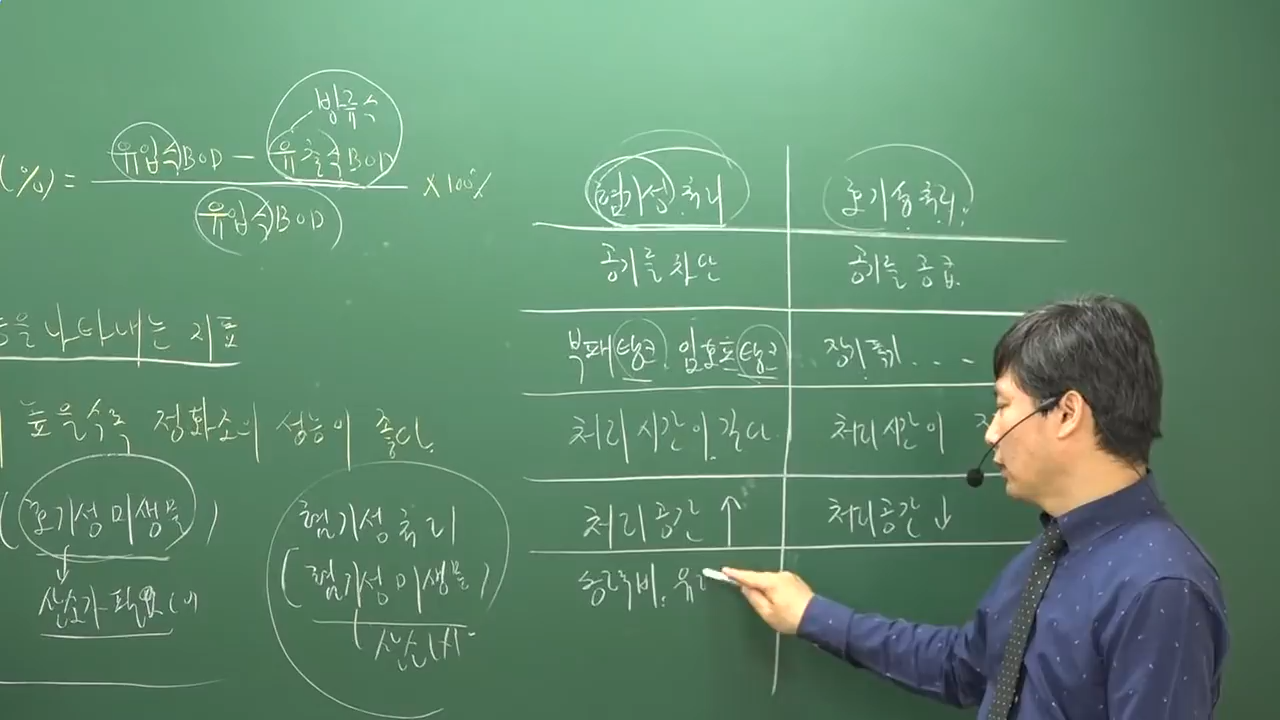 방류수
(%) = 유입수BOD - 유출수BOD × 100%
유입수BOD
능을 나타내는 지표
높을수록 정화조의 성능이 좋다.
(호기성 미생물)
산소가 필요(
혐기성 처리
(혐기성 미생물)
산소(X)
혐기성 처리 호기성 처리
공기를 차단 공기를 공급
부패탱크, 임호프탱크 장기폭기 . . . -
처리 시간이 길다. 처리시간이
처리공간 ↑ 처리공간 ↓